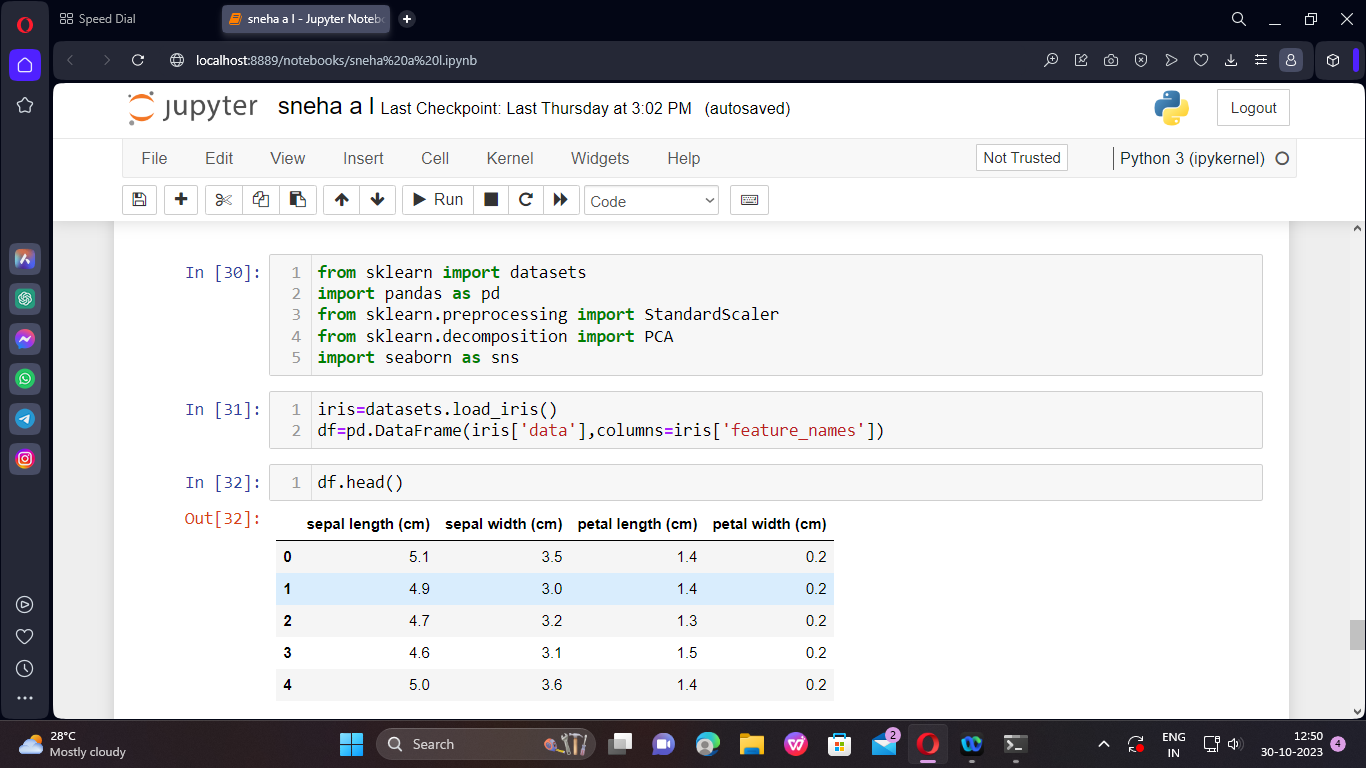 Speed Dial
sneha a l - Jupyter Noteb
localhost:8889/notebooks/sneha%20a%20l.ipynb
jupyter sneha a l Last Checkpoint: Last Thursday at 3:02 PM (autosaved)
Logout
File Edit View Insert Cell Kernel Widgets Help
Not Trusted
Python 3 (ipykernel)
Run
Code
In [30]:
1 from sklearn import datasets
2 import pandas as pd
3 from sklearn.preprocessing import StandardScaler
4 from sklearn.decomposition import PCA
5 import seaborn as sns
In [31]:
1 iris=datasets.load_iris()
2 df=pd.DataFrame(iris['data'],columns=iris['feature_names'])
In [32]:
1 df.head()
Out[32]:
sepal length (cm) sepal width (cm) petal length (cm) petal width (cm)
0 5.1 3.5 1.4 0.2
1 4.9 3.0 1.4 0.2
2 4.7 3.2 1.3 0.2
3 4.6 3.1 1.5 0.2
4 5.0 3.6 1.4 0.2
28°C
Mostly cloudy
Search
2
ENG
IN
12:50
30-10-2023
4